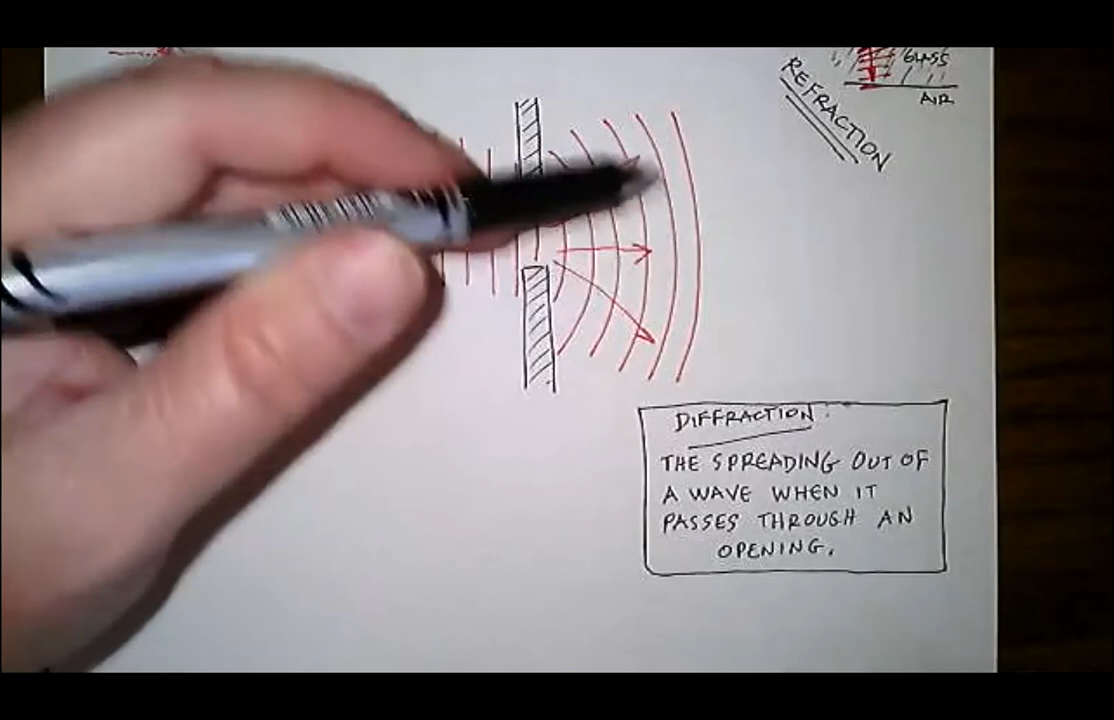 GLASS
AIR
REFRACTION
DIFFRACTION:
THE SPREADING OUT OF
A WAVE WHEN IT
PASSES THROUGH AN
OPENING.